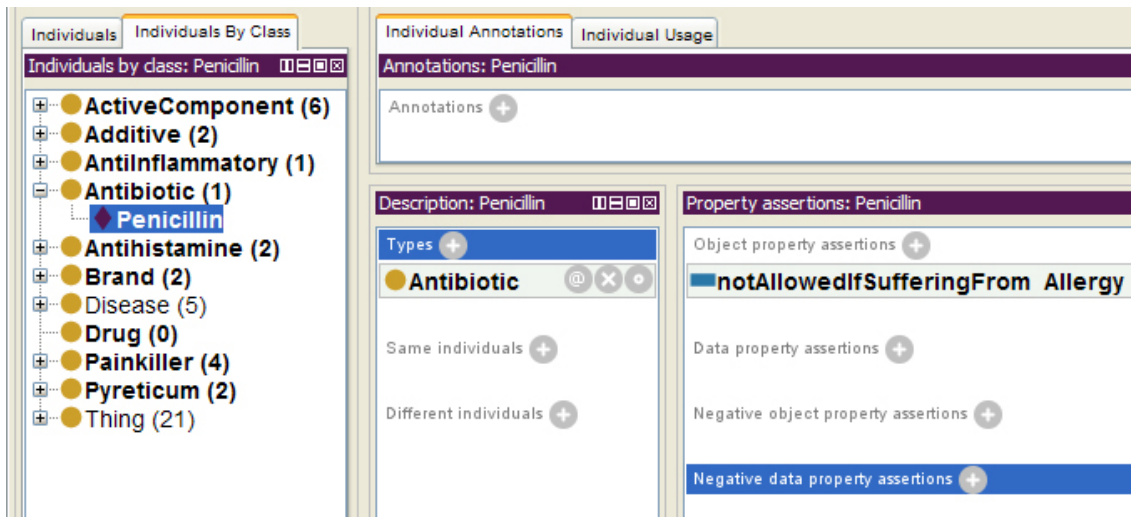 Individuals
Individuals By Class
Individuals by class: Penicillin
ActiveComponent (6)
Additive (2)
AntiInflammatory (1)
Antibiotic (1)
Penicillin
Antihistamine (2)
Brand (2)
Disease (5)
Drug (0)
Painkiller (4)
Pyreticum (2)
Thing (21)
Individual Annotations
Individual Usage
Annotations: Penicillin
Annotations
Description: Penicillin
Types
Antibiotic
Same individuals
Different individuals
Property assertions: Penicillin
Object property assertions
notAllowedIfSufferingFrom Allergy
Data property assertions
Negative object property assertions
Negative data property assertions